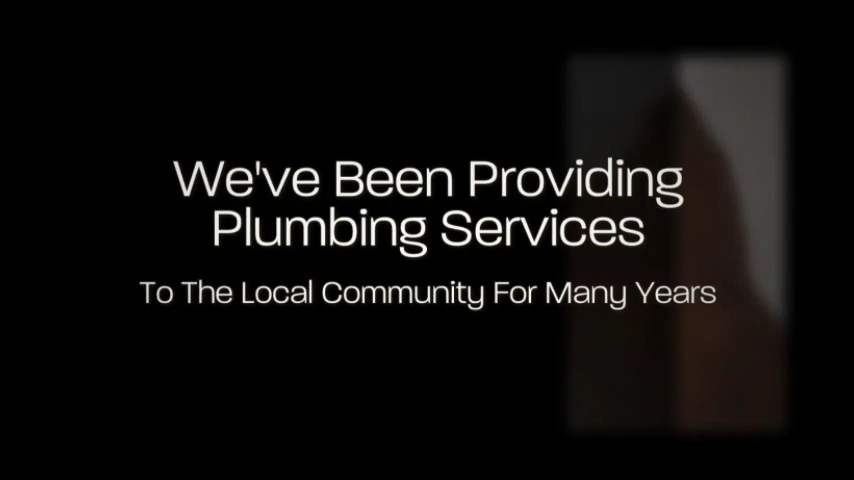 We've Been Providing
Plumbing Services
To The Local Community For Many Years